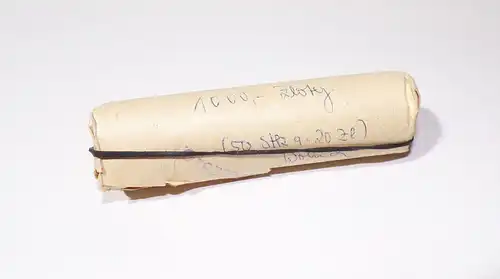 1000,- Zloty
(50 Stk a 20 Zl)